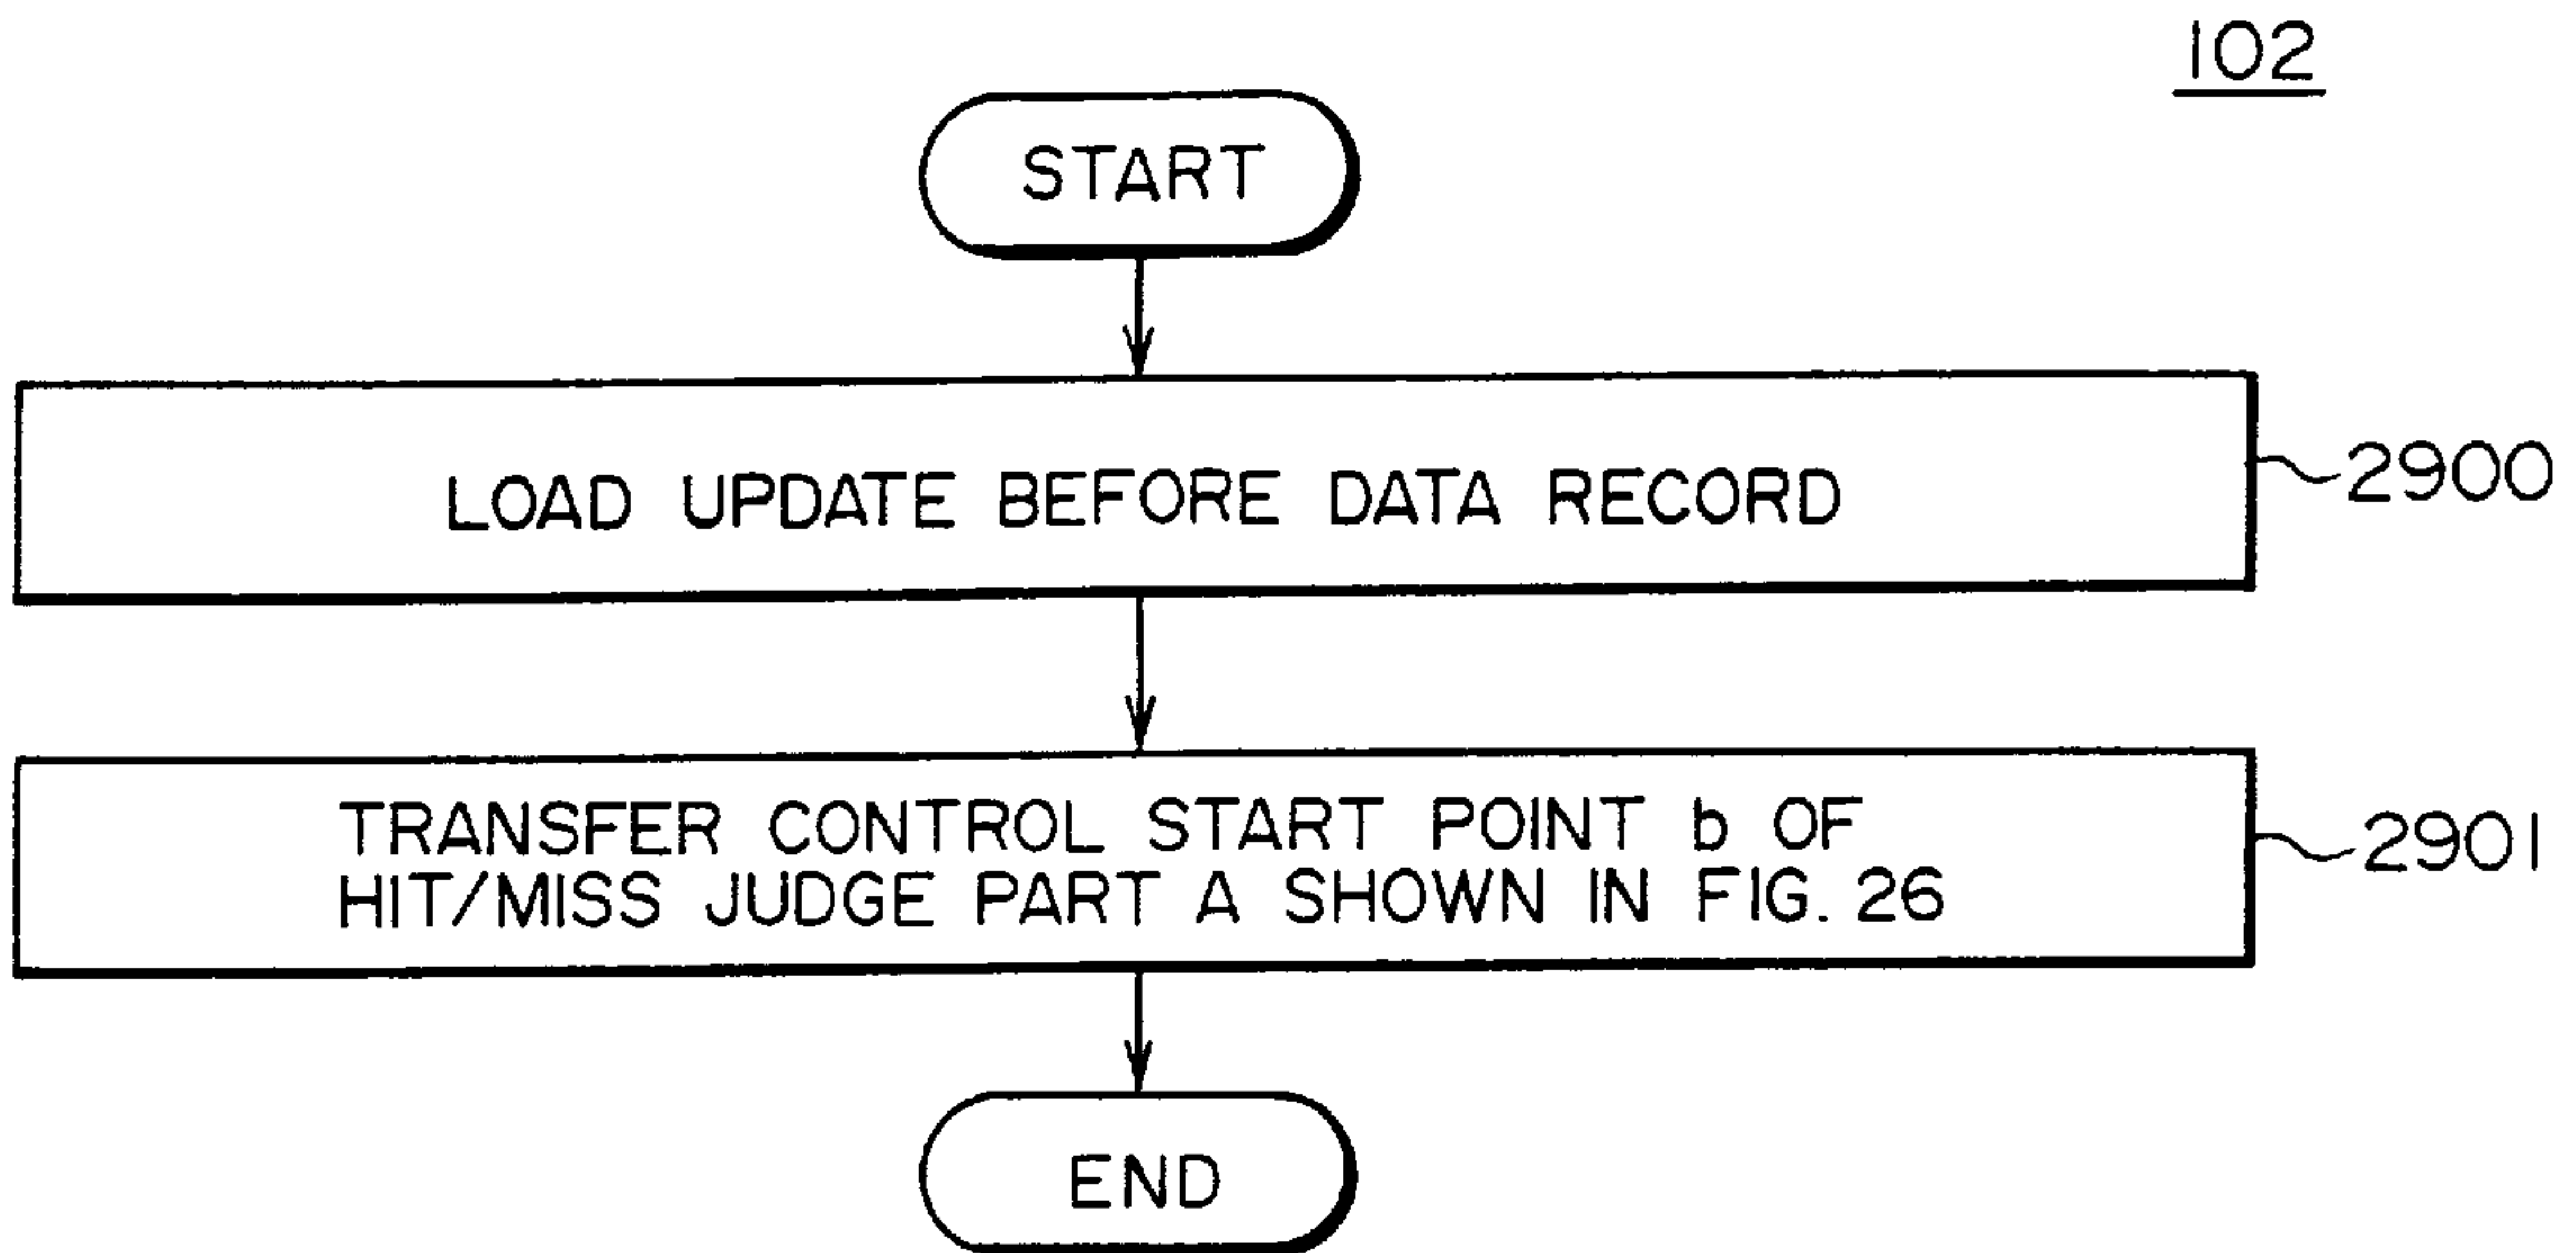 102
START
LOAD UPDATE BEFORE DATA RECORD
2900
TRANSFER CONTROL START POINT b OF
HIT/MISS JUDGE PART A SHOWN IN FIG. 26
2901
END